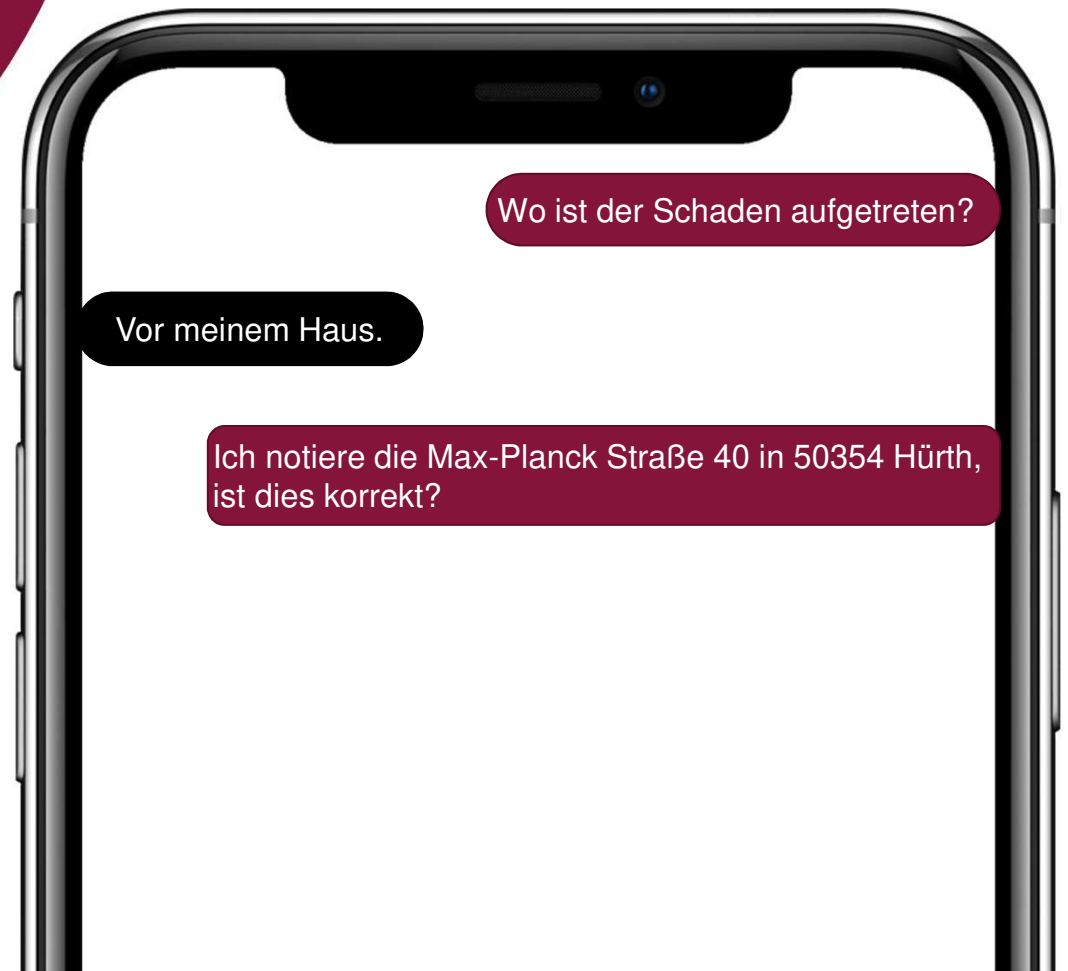 Wo ist der Schaden aufgetreten?
Vor meinem Haus.
Ich notiere die Max-Planck Straße 40 in 50354 Hürth,
ist dies korrekt?